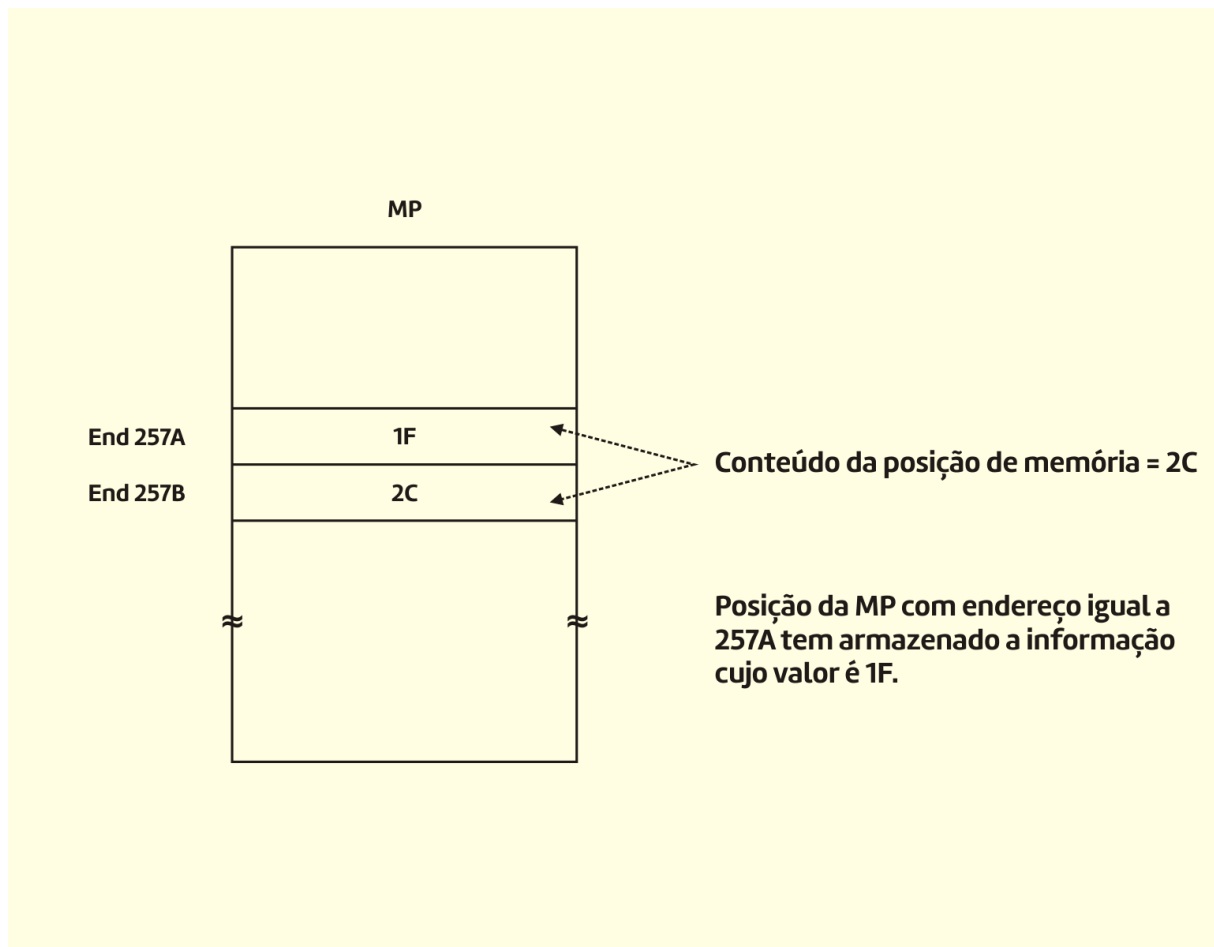 MP
End 257A
1F
End 257B
2C
Conteúdo da posição de memória = 2C
Posição da MP com endereço igual a
257A tem armazenado a informação
cujo valor é 1F.